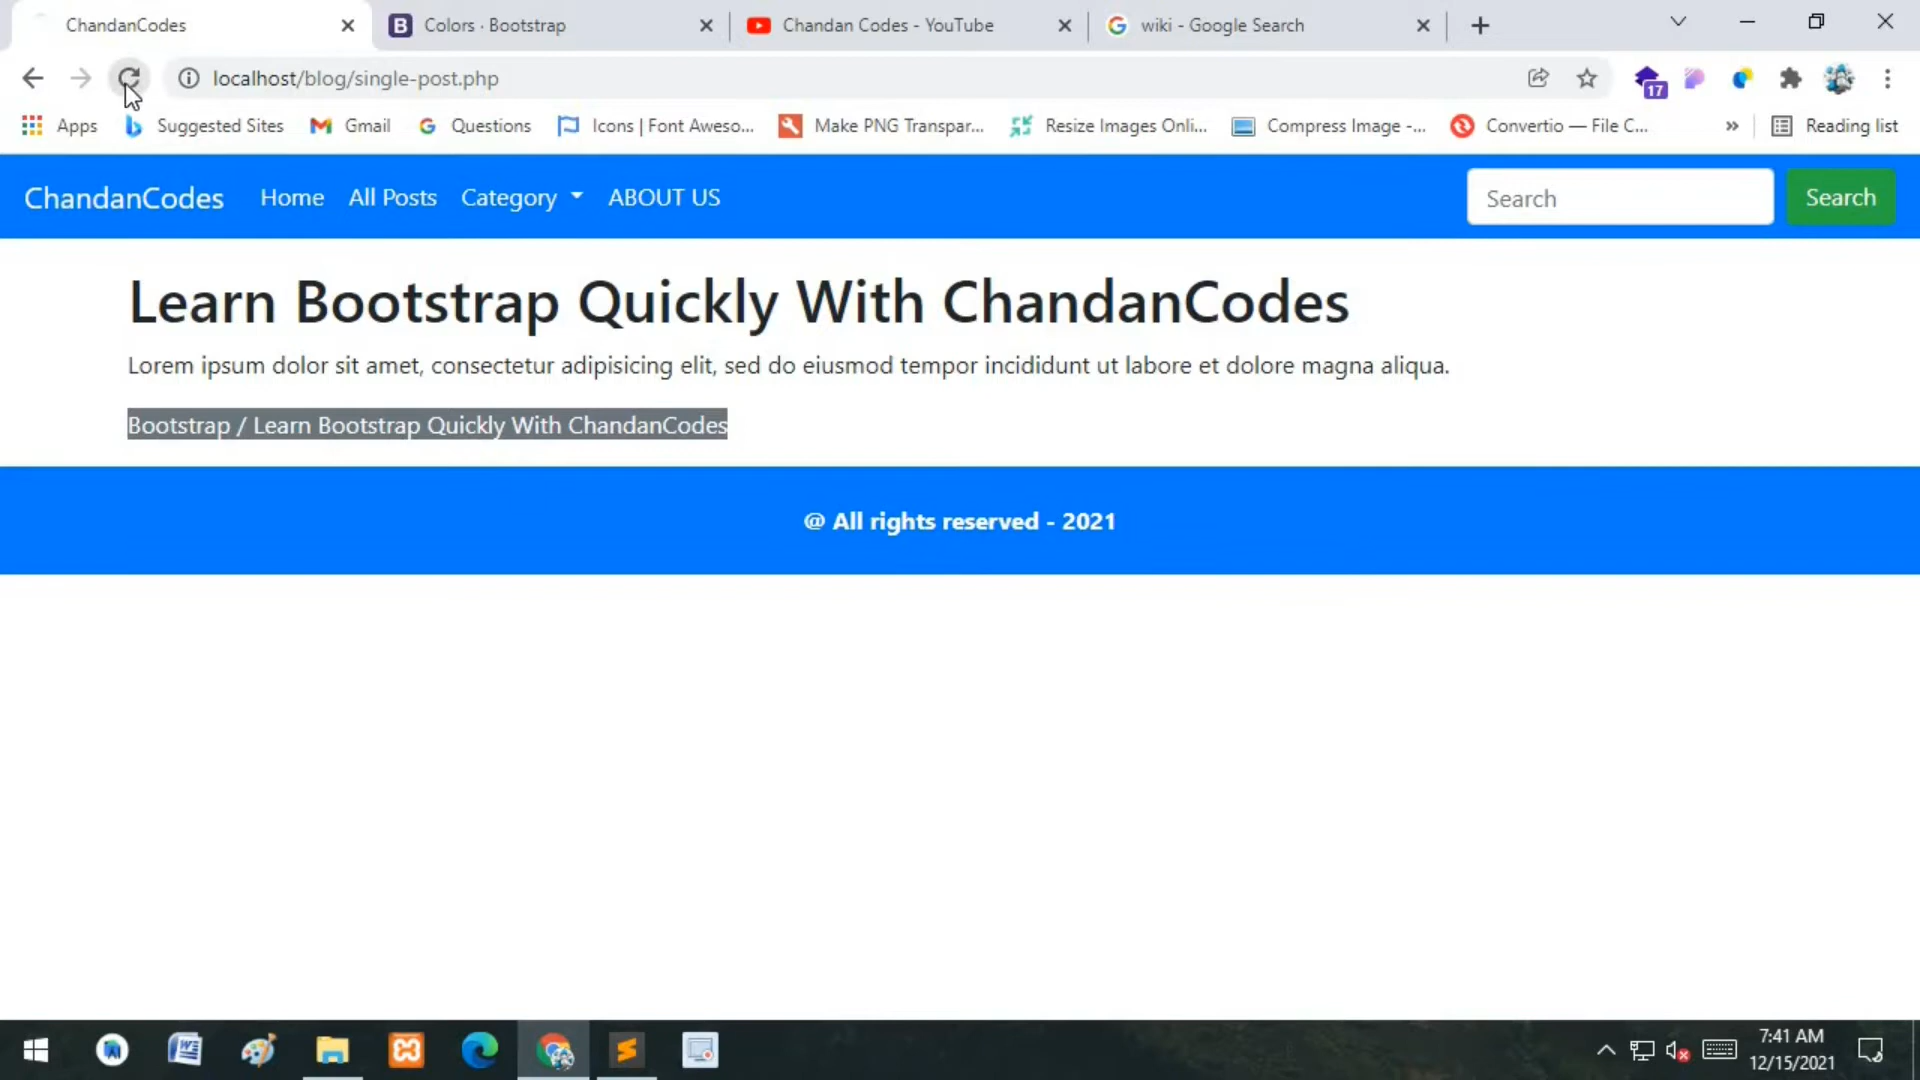 ChandanCodes
Colors · Bootstrap
Chandan Codes - YouTube
wiki - Google Search
localhost/blog/single-post.php
17
Apps
Suggested Sites
Gmail
Questions
Icons | Font Aweso...
Make PNG Transpar...
Resize Images Onli...
Compress Image -...
Convertio — File C...
Reading list
ChandanCodes
Home
All Posts
Category
ABOUT US
Search
Search
Learn Bootstrap Quickly With ChandanCodes
Lorem ipsum dolor sit amet, consectetur adipisicing elit, sed do eiusmod tempor incididunt ut labore et dolore magna aliqua.
Bootstrap / Learn Bootstrap Quickly With ChandanCodes
@ All rights reserved - 2021
7:41 AM
12/15/2021